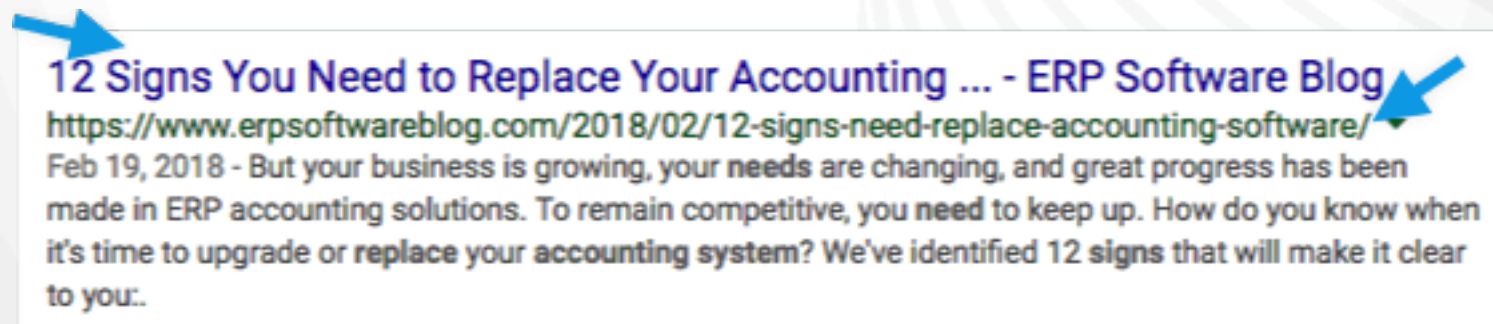 12 Signs You Need to Replace Your Accounting ... - ERP Software Blog
https://www.erpsoftwareblog.com/2018/02/12-signs-need-replace-accounting-software/
Feb 19, 2018 - But your business is growing, your needs are changing, and great progress has been
made in ERP accounting solutions. To remain competitive, you need to keep up. How do you know when
it's time to upgrade or replace your accounting system? We've identified 12 signs that will make it clear
to you:.